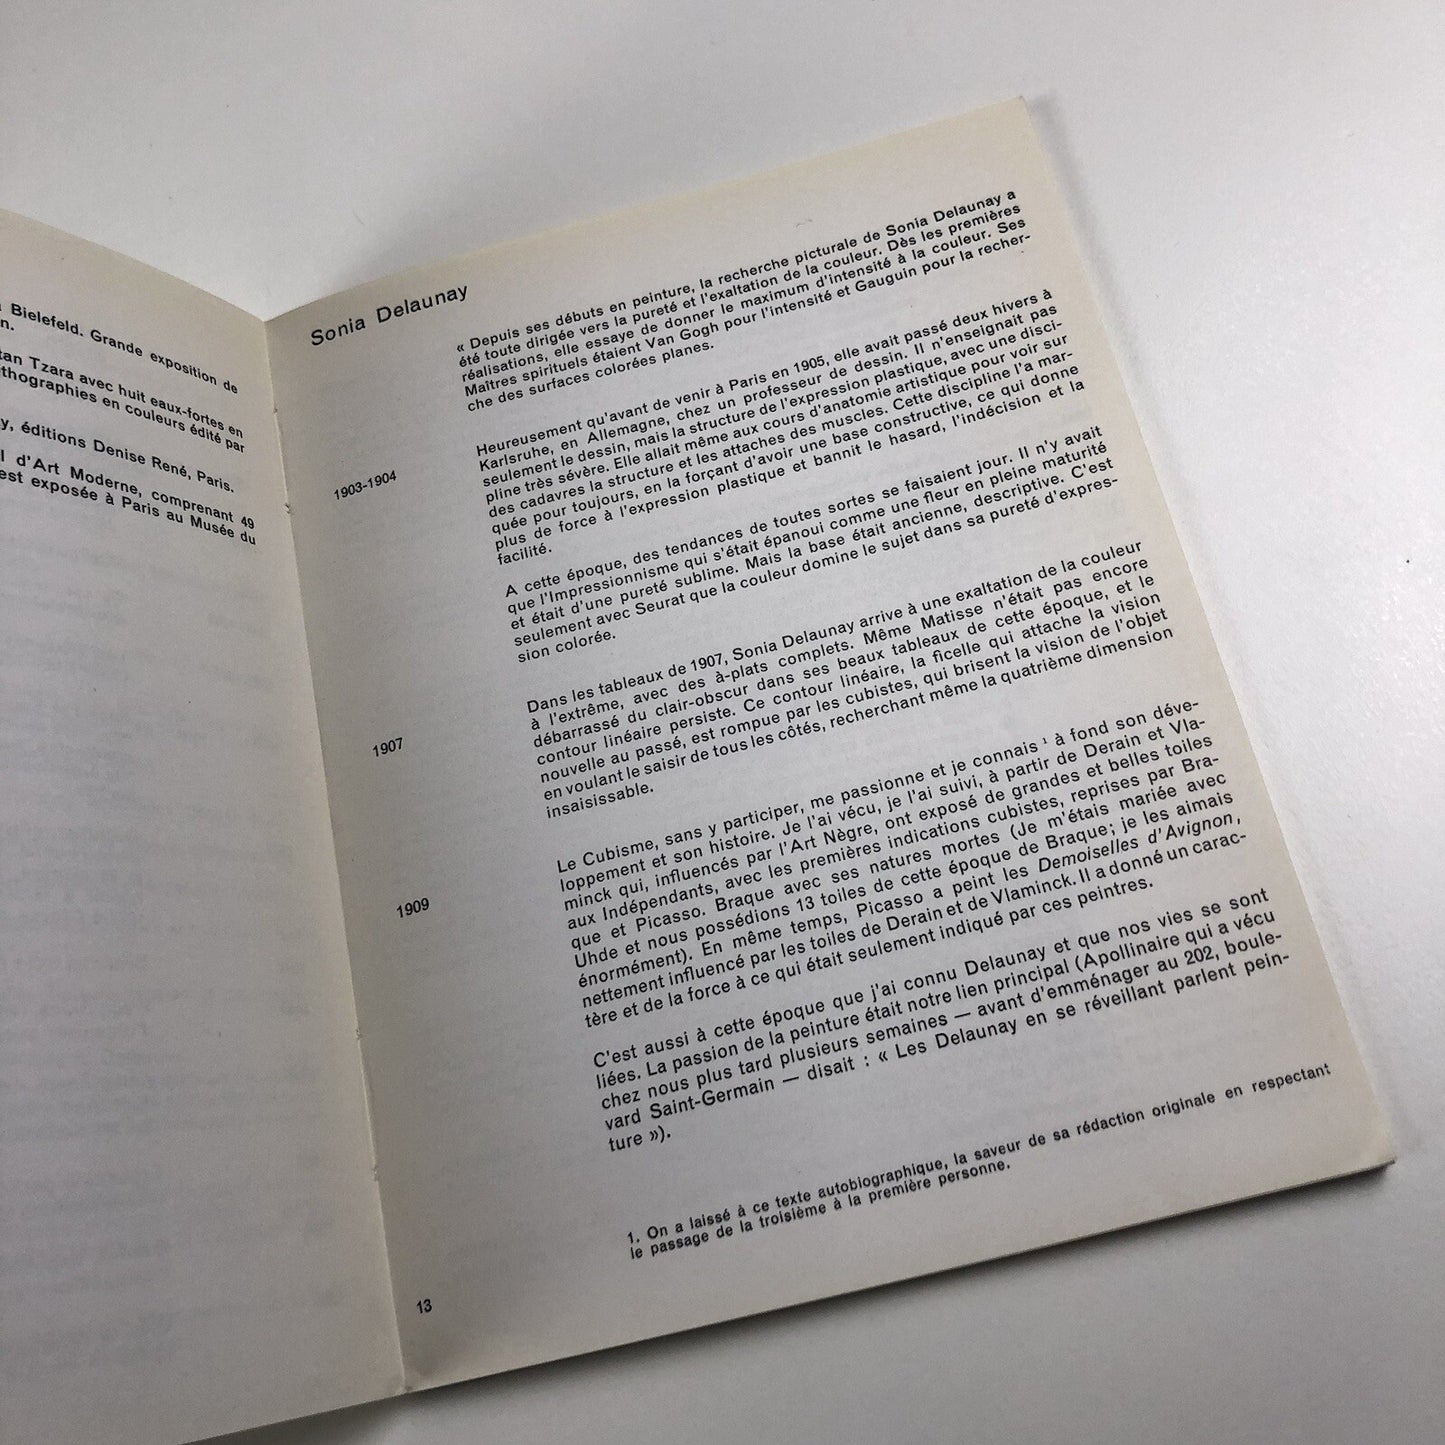 Bielefeld. Grande exposition de
n.
tan Tzara avec huit eaux-fortes en
thographies en couleurs édité par
y, éditions Denise René, Paris.
l d'Art Moderne, comprenant 49
est exposée à Paris au Musée du
Sonia Delaunay
« Depuis ses débuts en peinture, la recherche picturale de Sonia Delaunay a
été toute dirigée vers la pureté et l'exaltation de la couleur. Dès les premières
réalisations, elle essaye de donner le maximum d'intensité à la couleur. Ses
Maîtres spirituels étaient Van Gogh pour l'intensité et Gauguin pour la recher-
che des surfaces colorées planes.
1903-1904
Heureusement qu'avant de venir à Paris en 1905, elle avait passé deux hivers à
Karlsruhe, en Allemagne, chez un professeur de dessin. Il n'enseignait pas
seulement le dessin, mais la structure de l'expression plastique, avec une disci-
pline très sévère. Elle allait même aux cours d'anatomie artistique pour voir sur
des cadavres la structure et les attaches des muscles. Cette discipline l'a mar-
quée pour toujours, en la forçant d'avoir une base constructive, ce qui donne
plus de force à l'expression plastique et bannit le hasard, l'indécision et la
facilité.
A cette époque, des tendances de toutes sortes se faisaient jour. Il n'y avait
que l'Impressionnisme qui s'était épanoui comme une fleur en pleine maturité
et était d'une pureté sublime. Mais la base était ancienne, descriptive. C'est
seulement avec Seurat que la couleur domine le sujet dans sa pureté d'expres-
sion colorée.
1907
Dans les tableaux de 1907, Sonia Delaunay arrive à une exaltation de la couleur
à l'extrême, avec des à-plats complets. Même Matisse n'était pas encore
débarrassé du clair-obscur dans ses beaux tableaux de cette époque, et le
contour linéaire persiste. Ce contour linéaire, la ficelle qui attache la vision
nouvelle au passé, est rompue par les cubistes, qui brisent la vision de l'objet
en voulant le saisir de tous les côtés, recherchant même la quatrième dimension
insaisissable.
1909
Le Cubisme, sans y participer, me passionne et je connais ¹ à fond son déve-
loppement et son histoire. Je l'ai vécu, je l'ai suivi, à partir de Derain et Vla-
minck qui, influencés par l'Art Nègre, ont exposé de grandes et belles toiles
aux Indépendants, avec les premières indications cubistes, reprises par Bra-
que et Picasso. Braque avec ses natures mortes (Je m'étais mariée avec
Uhde et nous possédions 13 toiles de cette époque de Braque; je les aimais
énormément). En même temps, Picasso a peint les Demoiselles d'Avignon,
nettement influencé par les toiles de Derain et de Vlaminck. Il a donné un carac-
tère et de la force à ce qui était seulement indiqué par ces peintres.
C'est aussi à cette époque que j'ai connu Delaunay et que nos vies se sont
liées. La passion de la peinture était notre lien principal (Apollinaire qui a vécu
chez nous plus tard plusieurs semaines — avant d'emménager au 202, boule-
vard Saint-Germain — disait : « Les Delaunay en se réveillant parlent pein-
ture »).
1. On a laissé à ce texte autobiographique, la saveur de sa rédaction originale en respectant
le passage de la troisième à la première personne.
13